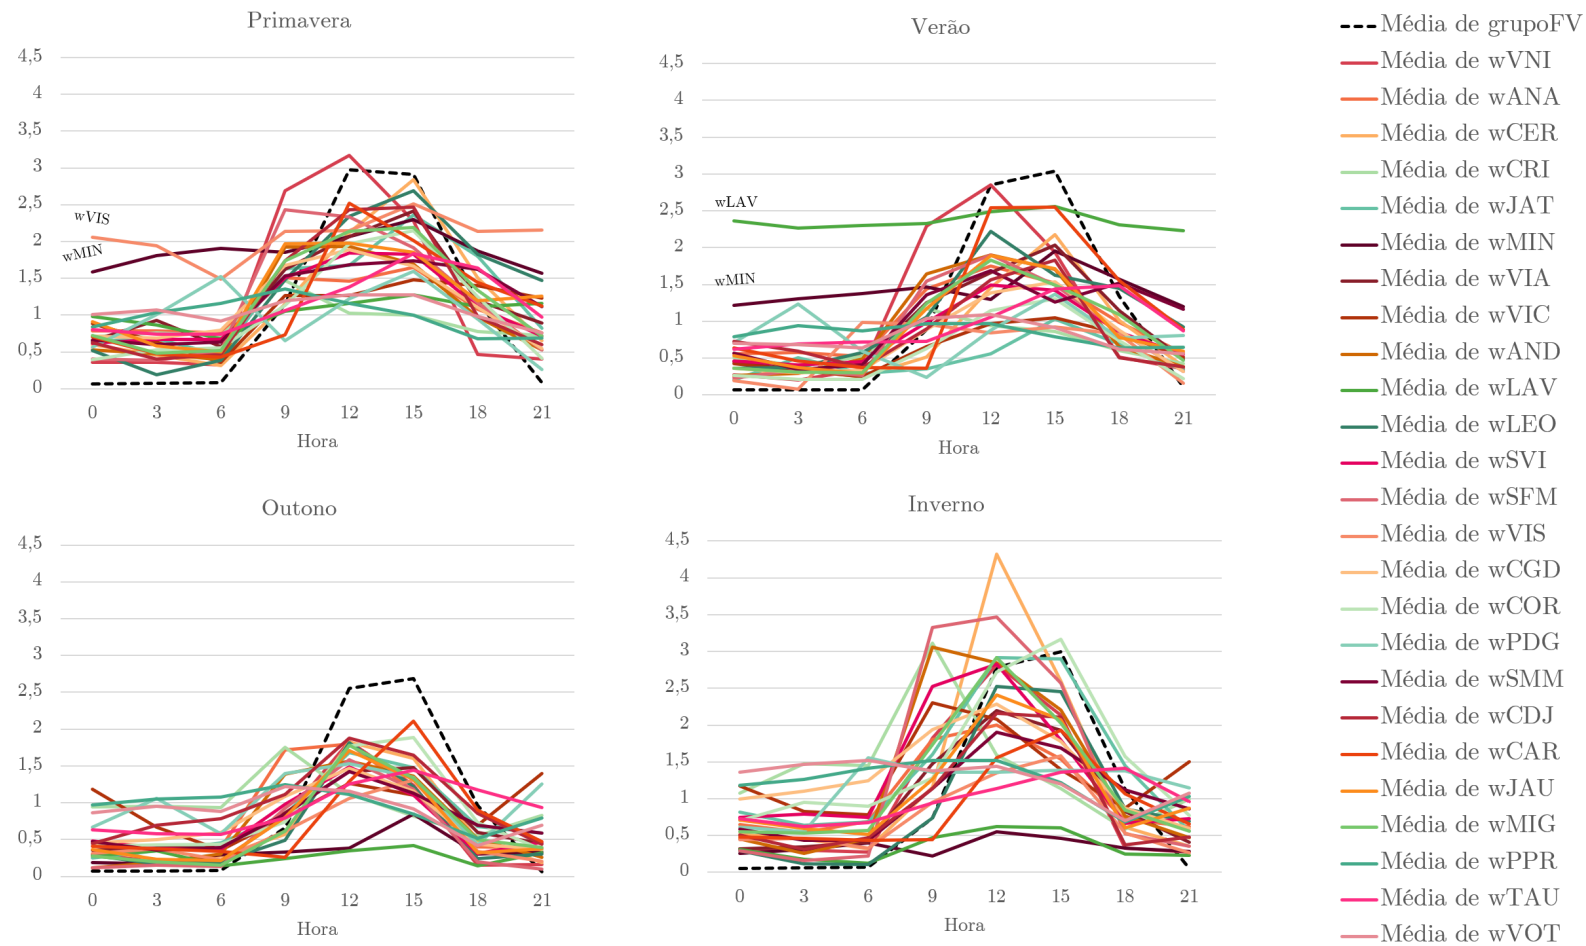 Primavera
4,5
4
3,5
3
2,5
2
1,5
1
0,5
0
wVIS
wMIN
0 3 6 9 12 15 18 21
Hora
Verão
4,5
4
3,5
3
2,5
2
1,5
1
0,5
0
wLAV
wMIN
0 3 6 9 12 15 18 21
Hora
Outono
4,5
4
3,5
3
2,5
2
1,5
1
0,5
0
0 3 6 9 12 15 18 21
Hora
Inverno
4,5
4
3,5
3
2,5
2
1,5
1
0,5
0
0 3 6 9 12 15 18 21
Hora
Média de grupoFV
Média de wVNI
Média de wANA
Média de wCER
Média de wCRI
Média de wJAT
Média de wMIN
Média de wVIA
Média de wVIC
Média de wAND
Média de wLAV
Média de wLEO
Média de wSVI
Média de wSFM
Média de wVIS
Média de wCGD
Média de wCOR
Média de wPDG
Média de wSMM
Média de wCDJ
Média de wCAR
Média de wJAU
Média de wMIG
Média de wPPR
Média de wTAU
Média de wVOT